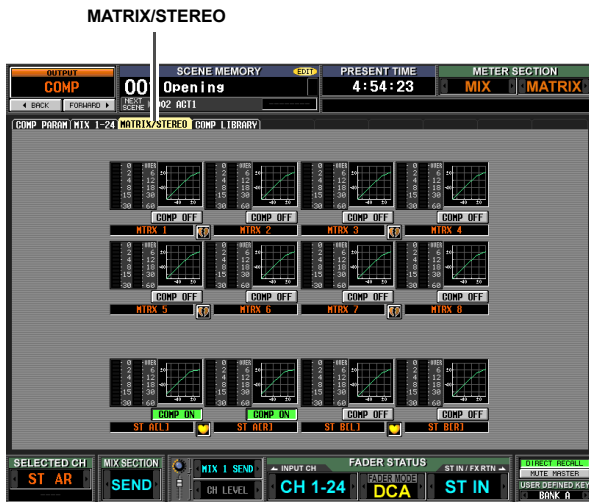 MATRIX/STEREO
OUTPUT
COMP
BACK FORWARD
SCENE MEMORY EDIT
00 Opening
NEXT SCENE 002 ACT1
PRESENT TIME
4:54:23
METER SECTION
MIX MATRIX
COMP PARAM MIX 1-24 MATRIX/STEREO COMP LIBRARY
COMP OFF COMP OFF COMP OFF COMP OFF
MTRX 1 MTRX 2 MTRX 3 MTRX 4
COMP OFF COMP OFF COMP OFF COMP OFF
MTRX 5 MTRX 6 MTRX 7 MTRX 8
COMP ON COMP ON COMP OFF COMP OFF
ST A[L] ST A[R] ST B[L] ST B[R]
SELECTED CH
ST AR
MIX SECTION
SEND
MIX 1 SEND
CH LEVEL
FADER STATUS
INPUT CH
CH 1-24
FADER MODE
DCA
ST IN / FX RTN
ST IN
DIRECT RECALL
MUTE MASTER
USER DEFINED KEY
BANK A